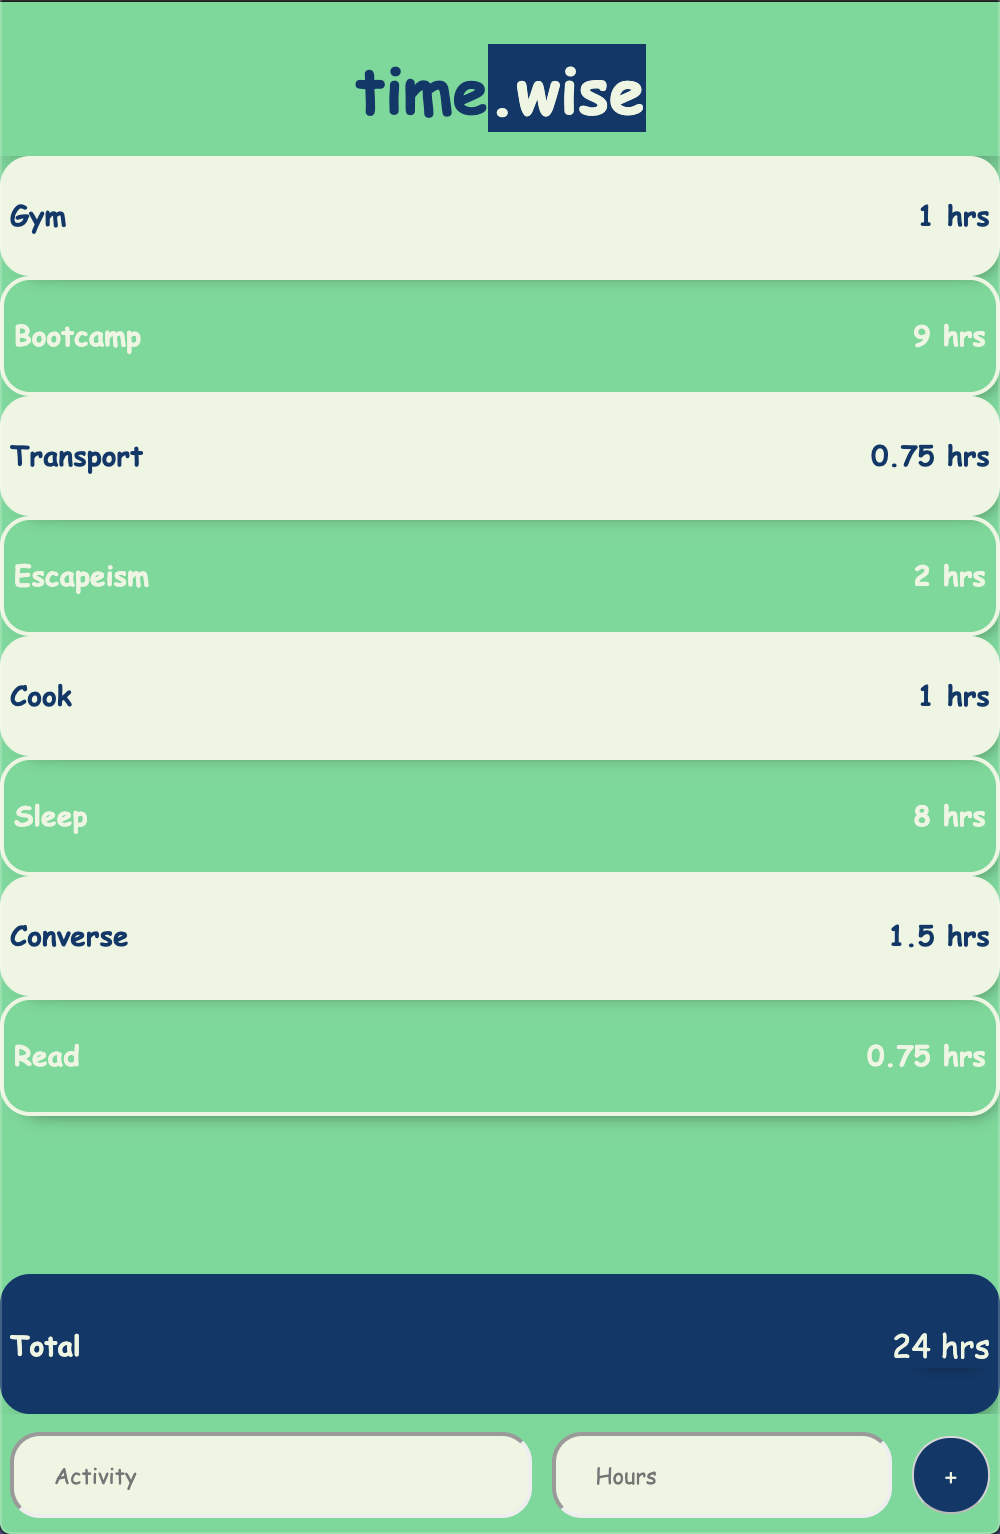 time.wise
Gym 1 hrs
Bootcamp 9 hrs
Transport 0.75 hrs
Escapeism 2 hrs
Cook 1 hrs
Sleep 8 hrs
Converse 1.5 hrs
Read 0.75 hrs
Total 24 hrs
Activity Hours +